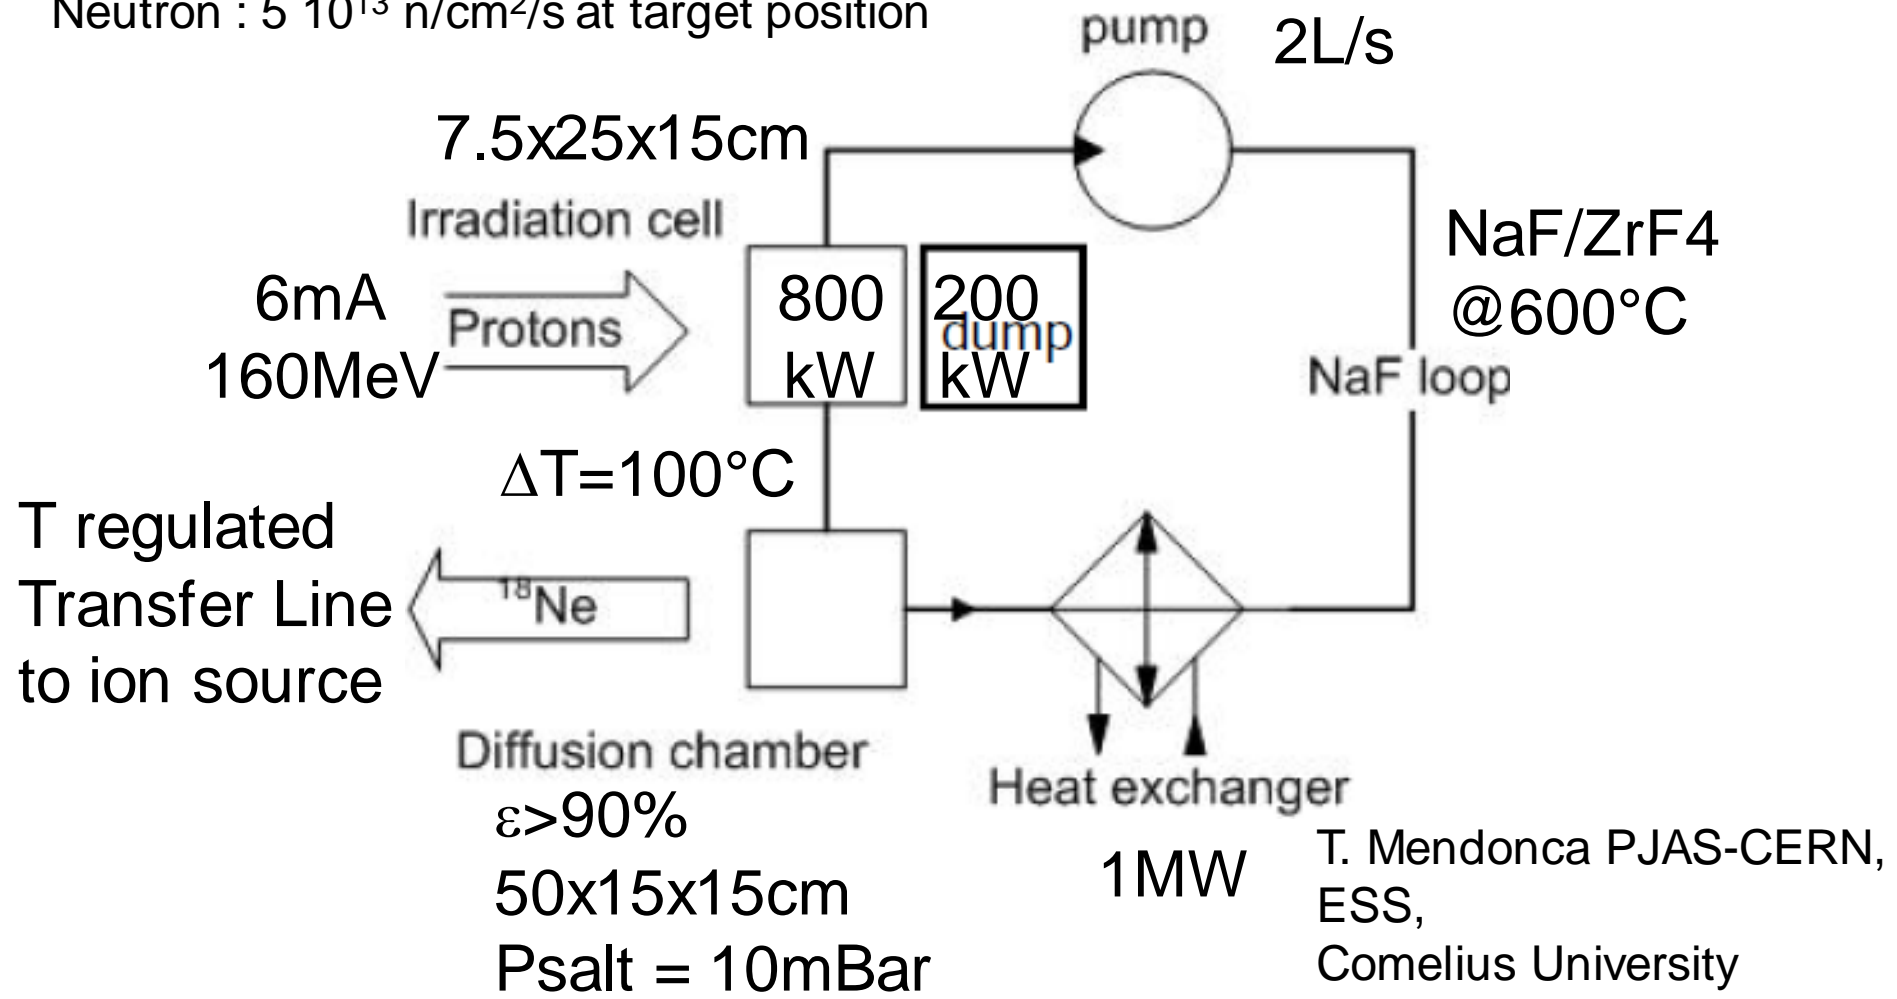 Neutron : 5 10¹³ n/cm²/s at target position
pump
2L/s
7.5x25x15cm
Irradiation cell
6mA
160MeV
Protons
800
kW
200
dump
kW
NaF/ZrF4
@600°C
NaF loop
ΔT=100°C
T regulated
Transfer Line
to ion source
¹⁸Ne
Diffusion chamber
ε>90%
50x15x15cm
Psalt = 10mBar
Heat exchanger
1MW
T. Mendonca PJAS-CERN,
ESS,
Comelius University